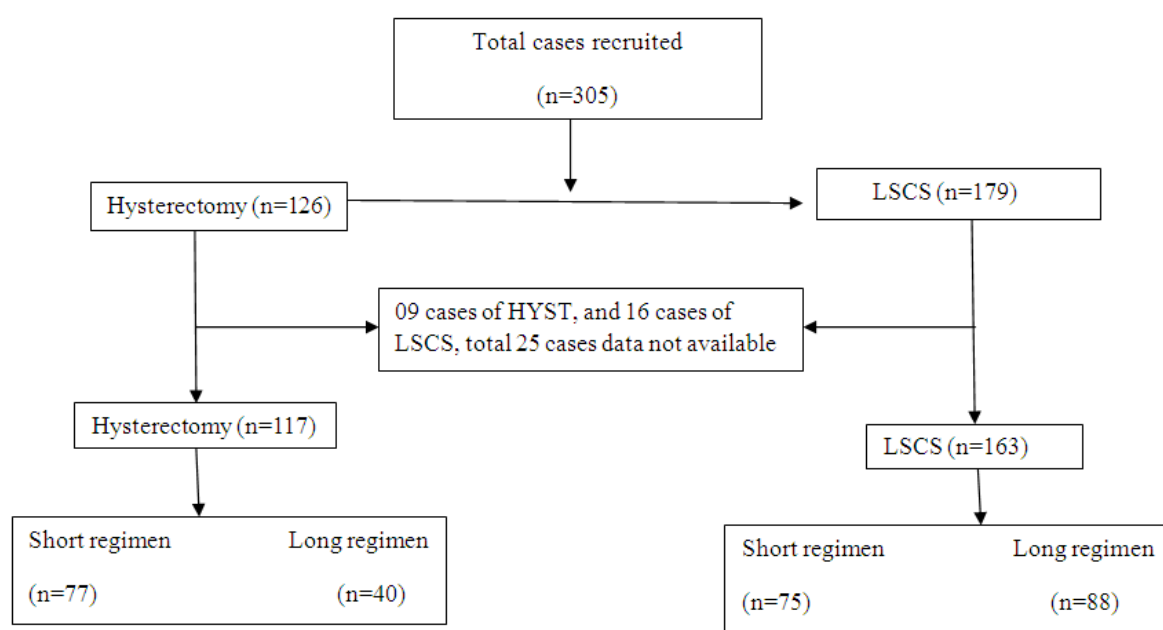 Total cases recruited
(n=305)
Hysterectomy (n=126)
LSCS (n=179)
09 cases of HYST, and 16 cases of
LSCS, total 25 cases data not available
Hysterectomy (n=117)
LSCS (n=163)
Short regimen Long regimen
(n=77) (n=40)
Short regimen Long regimen
(n=75) (n=88)